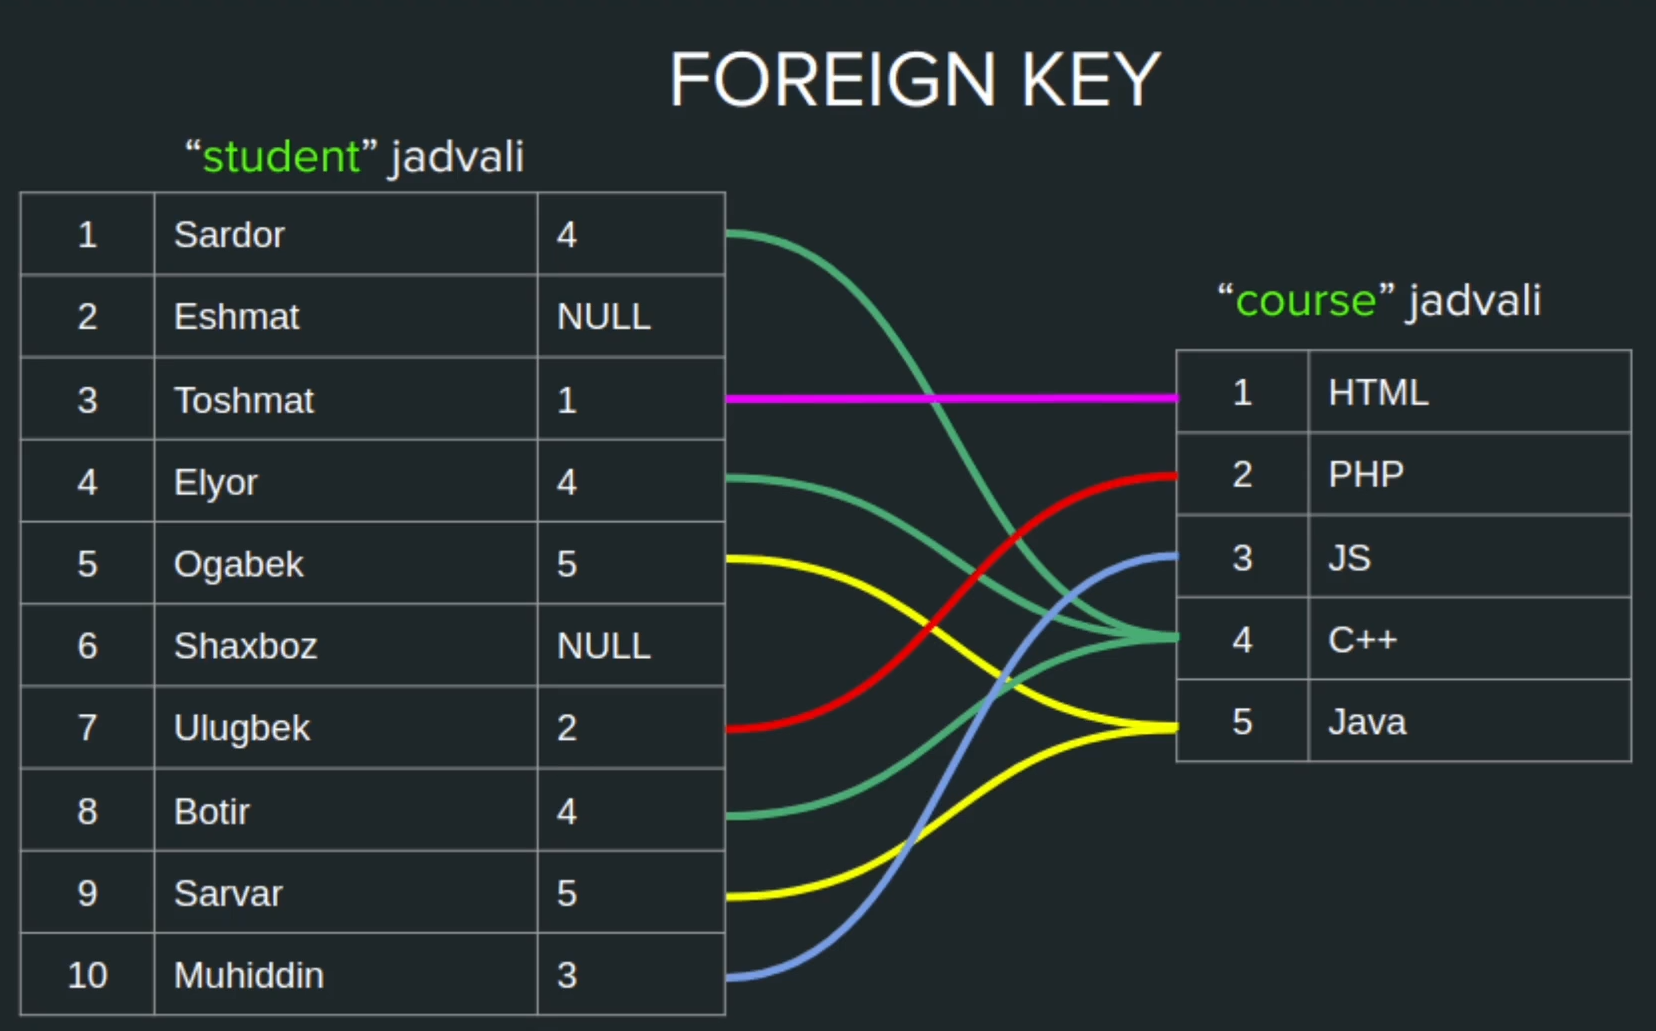 FOREIGN KEY
“student” jadvali
1 Sardor 4
2 Eshmat NULL
3 Toshmat 1
4 Elyor 4
5 Ogabek 5
6 Shaxboz NULL
7 Ulugbek 2
8 Botir 4
9 Sarvar 5
10 Muhiddin 3
“course” jadvali
1 HTML
2 PHP
3 JS
4 C++
5 Java